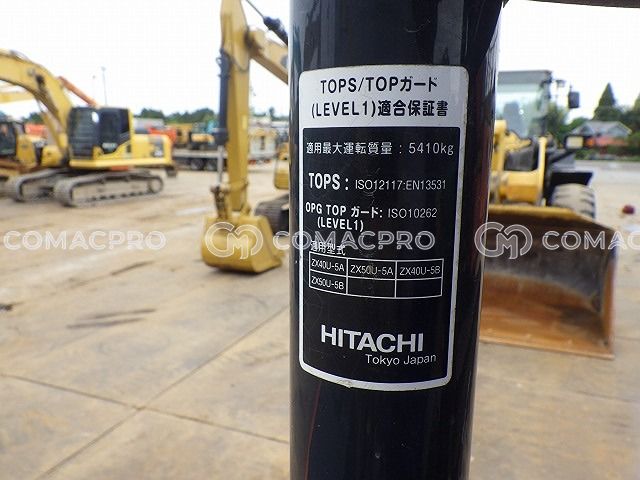 TOPS/TOPガード
(LEVEL1)適合保証書
適用最大運転質量：5410kg
TOPS：ISO12117:EN13531
OPG TOP ガード：ISO10262
(LEVEL1)
適用型式
ZX40U-5A ZX50U-5A ZX40U-5B
ZX50U-5B
HITACHI
Tokyo Japan
COMACPRO COMACPRO COMACPRO